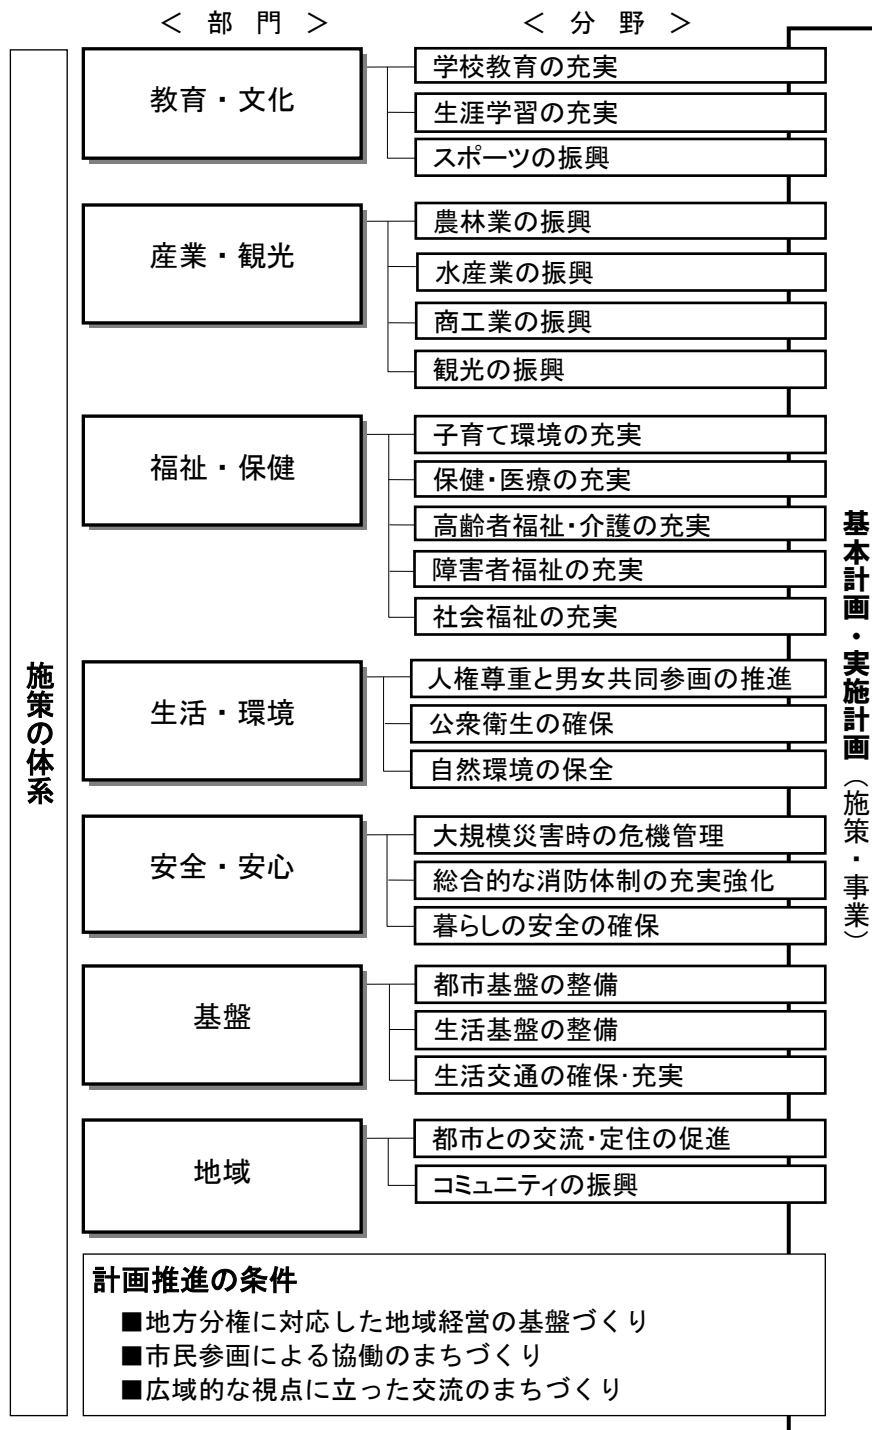 ＜ 部 門 ＞
＜ 分 野 ＞
施策の体系
教育・文化
学校教育の充実
生涯学習の充実
スポーツの振興
産業・観光
農林業の振興
水産業の振興
商工業の振興
観光の振興
福祉・保健
子育て環境の充実
保健・医療の充実
高齢者福祉・介護の充実
障害者福祉の充実
社会福祉の充実
生活・環境
人権尊重と男女共同参画の推進
公衆衛生の確保
自然環境の保全
安全・安心
大規模災害時の危機管理
総合的な消防体制の充実強化
暮らしの安全の確保
基盤
都市基盤の整備
生活基盤の整備
生活交通の確保・充実
地域
都市との交流・定住の促進
コミュニティの振興
計画推進の条件
■地方分権に対応した地域経営の基盤づくり
■市民参画による協働のまちづくり
■広域的な視点に立った交流のまちづくり
基本計画・実施計画（施策・事業）